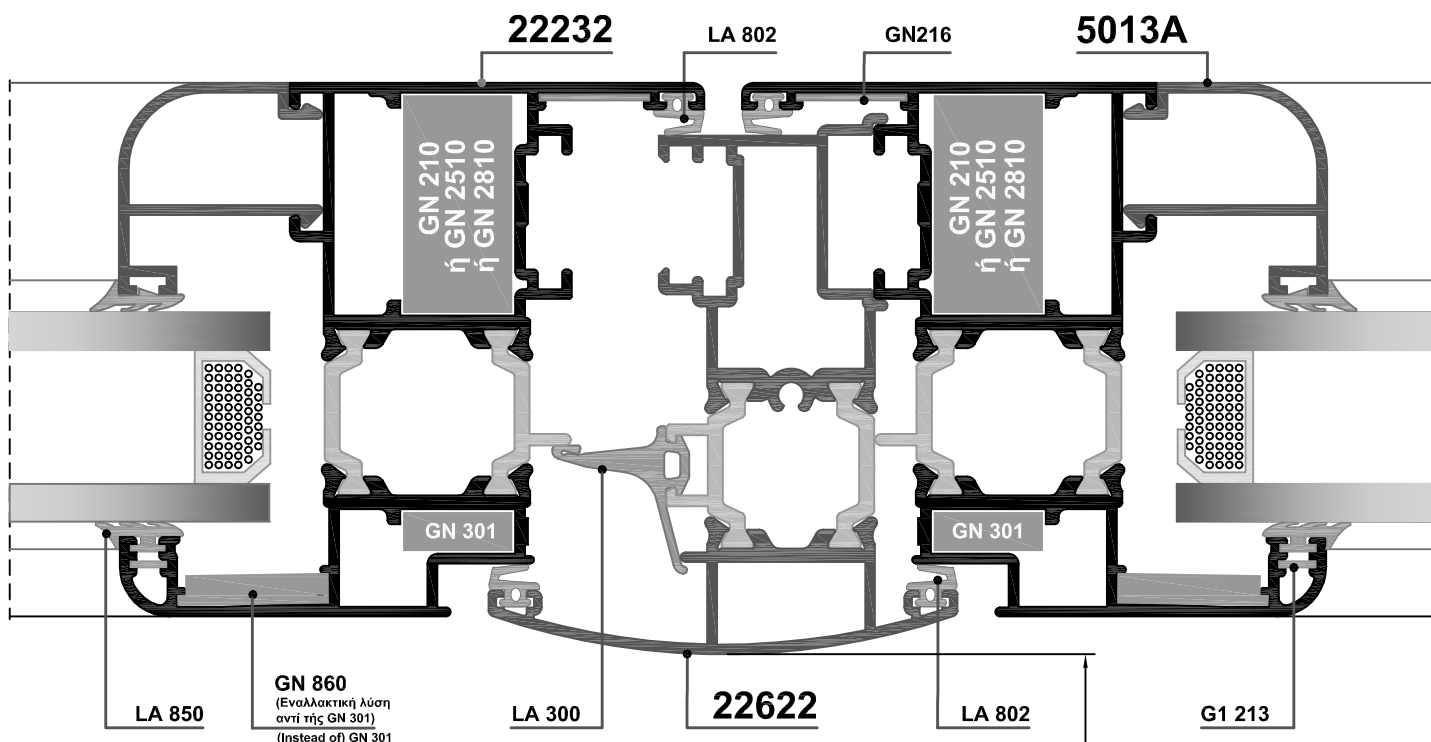 22232
LA 802
GN216
5013A
GN 210
ή GN 2510
ή GN 2810
GN 210
ή GN 2510
ή GN 2810
GN 301
GN 301
LA 850
GN 860
(Εναλλακτική λύση
αντί τής GN 301)
(Instead of) GN 301
LA 300
22622
LA 802
G1 213